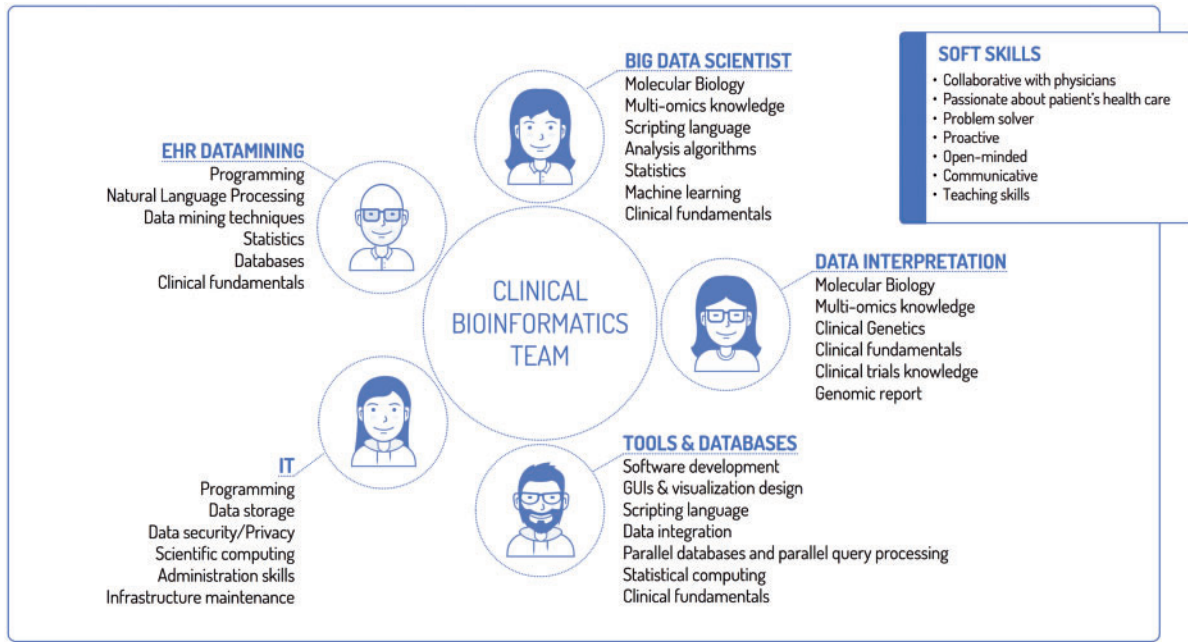 BIG DATA SCIENTIST
Molecular Biology
Multi-omics knowledge
Scripting language
Analysis algorithms
Statistics
Machine learning
Clinical fundamentals
SOFT SKILLS
• Collaborative with physicians
• Passionate about patient's health care
• Problem solver
• Proactive
• Open-minded
• Communicative
• Teaching skills
EHR DATAMINING
Programming
Natural Language Processing
Data mining techniques
Statistics
Databases
Clinical fundamentals
CLINICAL
BIOINFORMATICS
TEAM
DATA INTERPRETATION
Molecular Biology
Multi-omics knowledge
Clinical Genetics
Clinical fundamentals
Clinical trials knowledge
Genomic report
IT
Programming
Data storage
Data security/Privacy
Scientific computing
Administration skills
Infrastructure maintenance
TOOLS & DATABASES
Software development
GUIs & visualization design
Scripting language
Data integration
Parallel databases and parallel query processing
Statistical computing
Clinical fundamentals